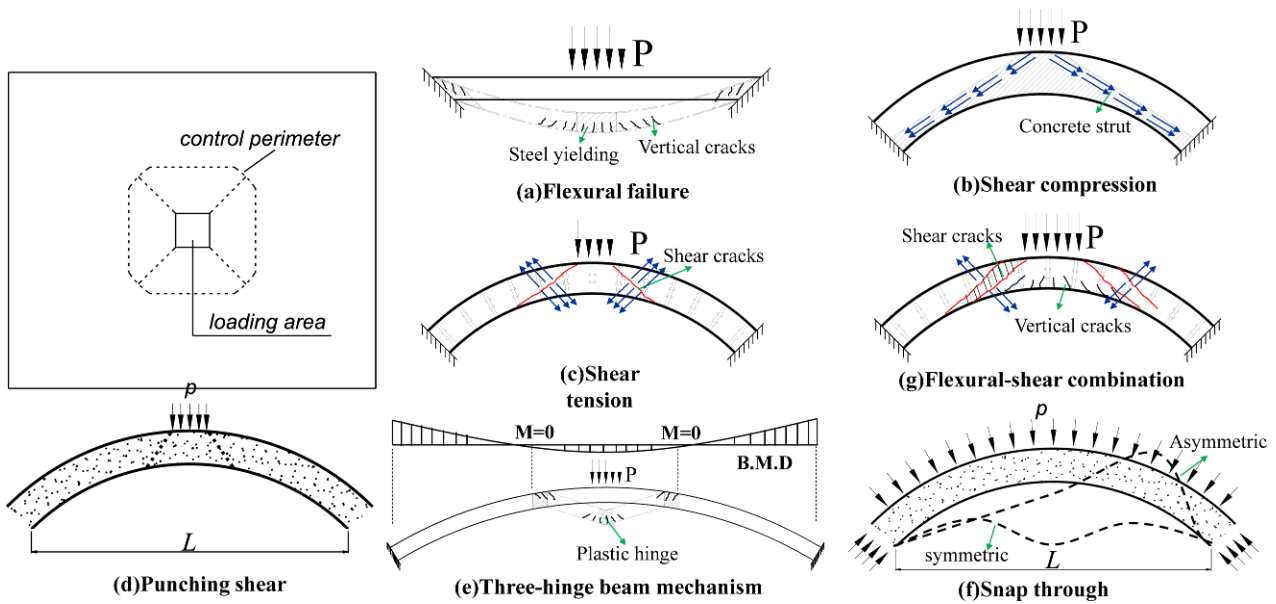 P
Steel yielding
Vertical cracks
(a)Flexural failure
P
Concrete strut
(b)Shear compression
control perimeter
loading area
P
Shear cracks
(c)Shear
tension
Shear cracks
P
Vertical cracks
(g)Flexural-shear combination
p
L
(d)Punching shear
M=0
M=0
B.M.D
P
Plastic hinge
(e)Three-hinge beam mechanism
p
Asymmetric
symmetric
L
(f)Snap through